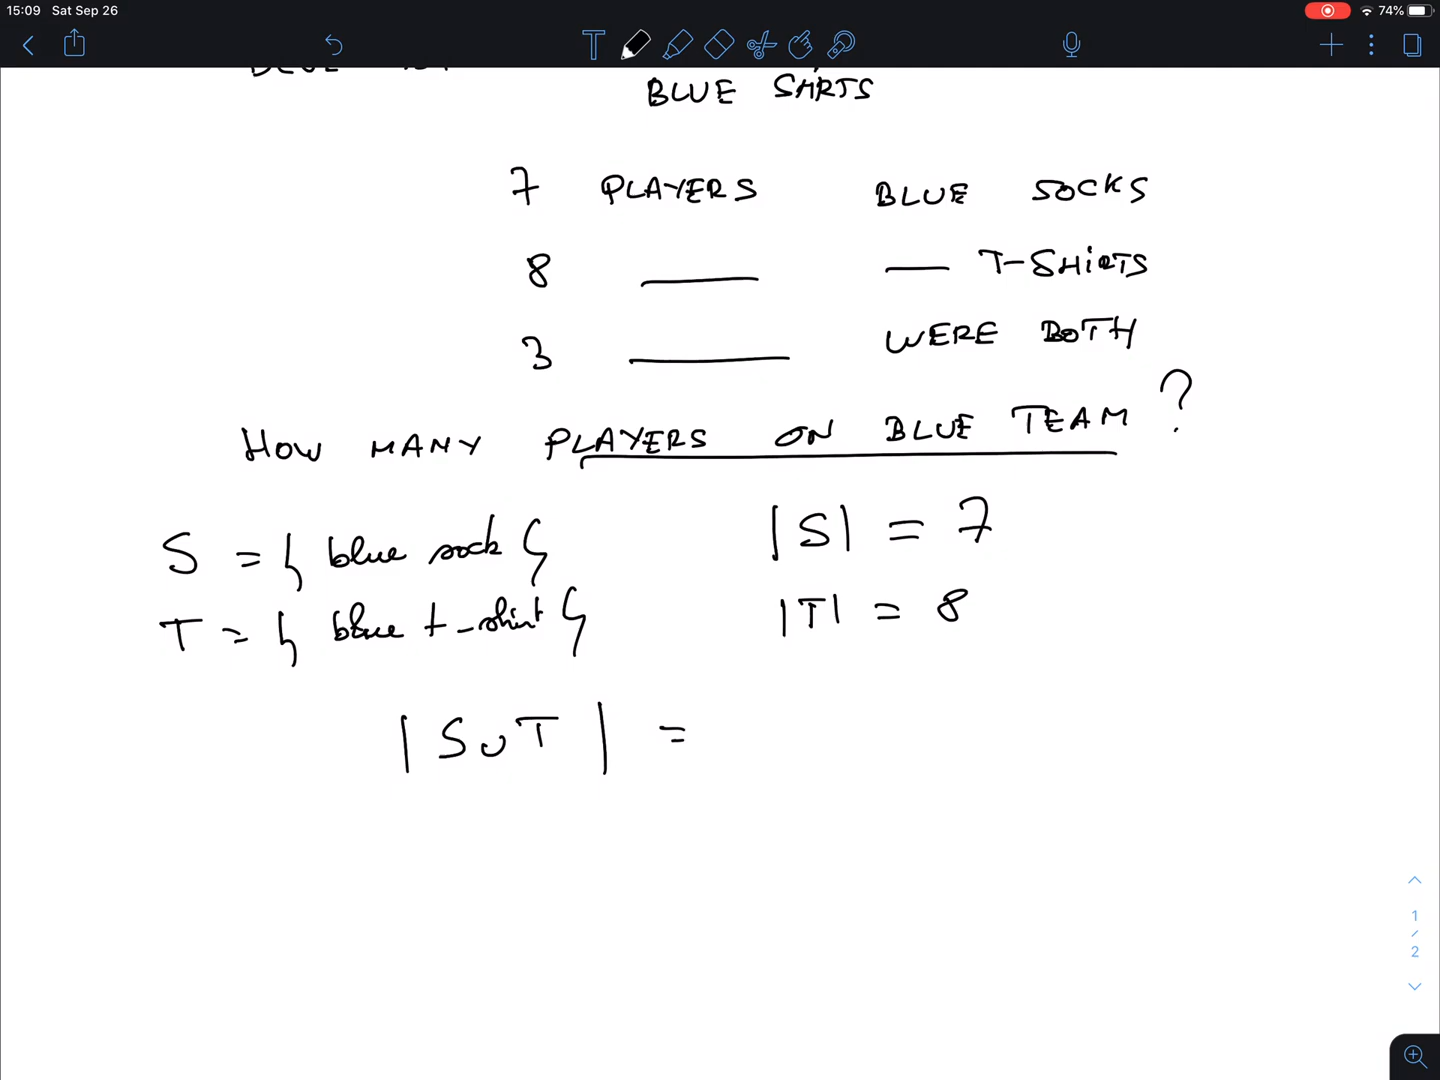 15:09 Sat Sep 26 74%
BLUE SHRTS
7 PLAYERS BLUE SOCKS
8 —— — T-SHIRTS
3 —— WERE BOTH
HOW MANY PLAYERS ON BLUE TEAM ?
S = { blue sock } |S| = 7
T = { blue t-shirt } |T| = 8
| S ∪ T | =
1
/
2